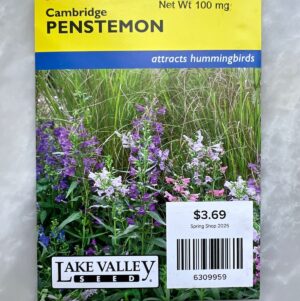 Cambridge Net Wt 100 mg
PENSTEMON
attracts hummingbirds
$3.69
Spring Shop 2025
6309959
LAKE VALLEY
SEED